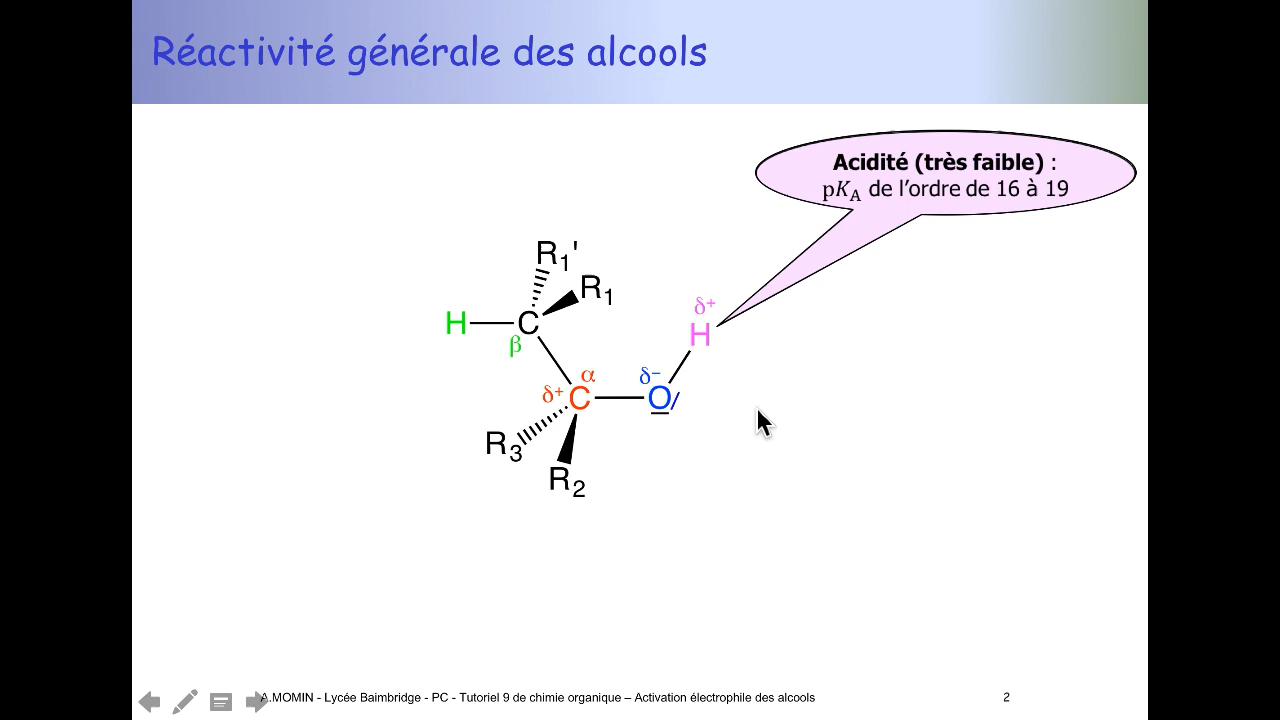 Réactivité générale des alcools
Acidité (très faible) :
pKA de l'ordre de 16 à 19
R1'
R1
δ+
H
H
C
β
α
δ−
δ+
C
O
R3
R2
A.MOMIN - Lycée Baimbridge - PC - Tutoriel 9 de chimie organique – Activation électrophile des alcools
2